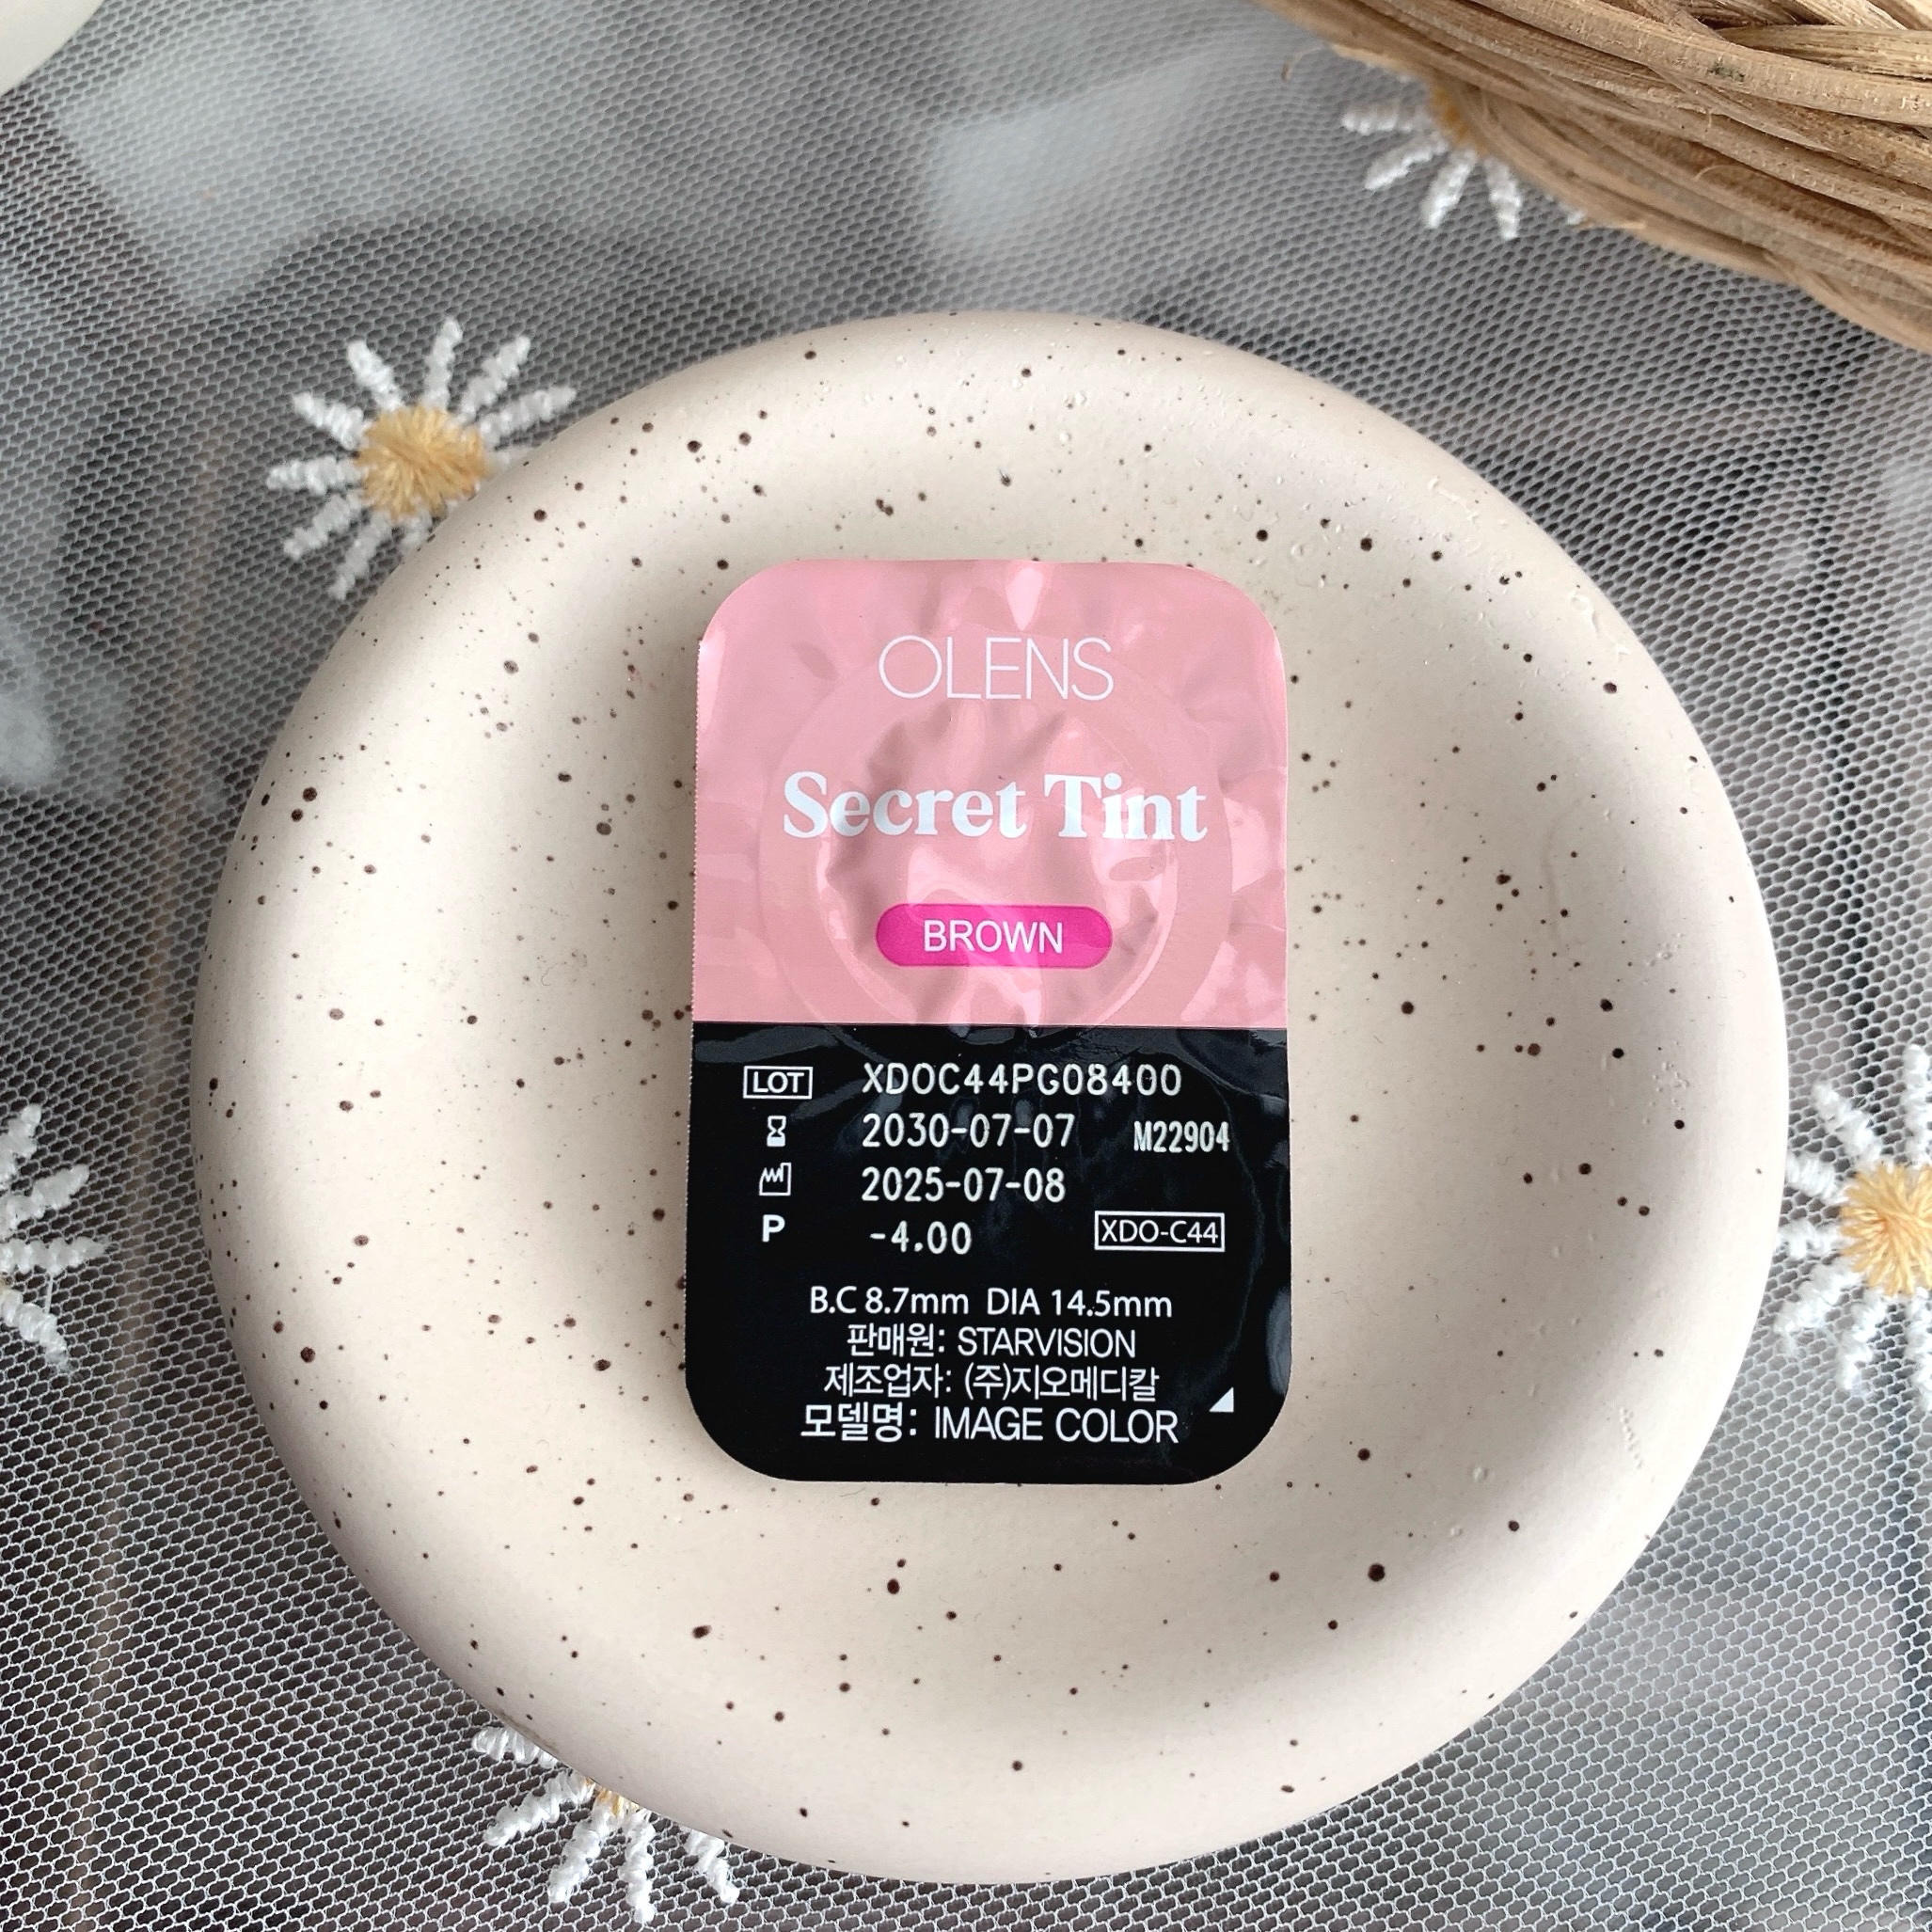 OLENS
Secret Tint
BROWN
LOT XDOC44PG08400
2030-07-07 M22904
2025-07-08
P -4.00 XDO-C44
B.C 8.7mm DIA 14.5mm
판매원: STARVISION
제조업자: (주)지오메디칼
모델명: IMAGE COLOR